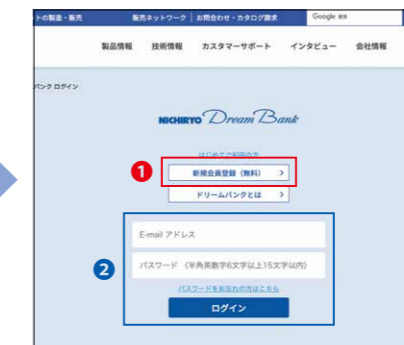 トの製造・販売
販売ネットワーク | お問合わせ・カタログ請求
Google
製品情報 技術情報 カスタマーサポート インタビュー 会社情報
バンク ログイン
NICHIRYO Dream Bank
はじめてご利用の方
1
新規会員登録（無料） >
ドリームバンクとは >
2
E-mail アドレス
パスワード （半角英数字6文字以上15文字以内）
パスワードをお忘れの方はこちら
ログイン